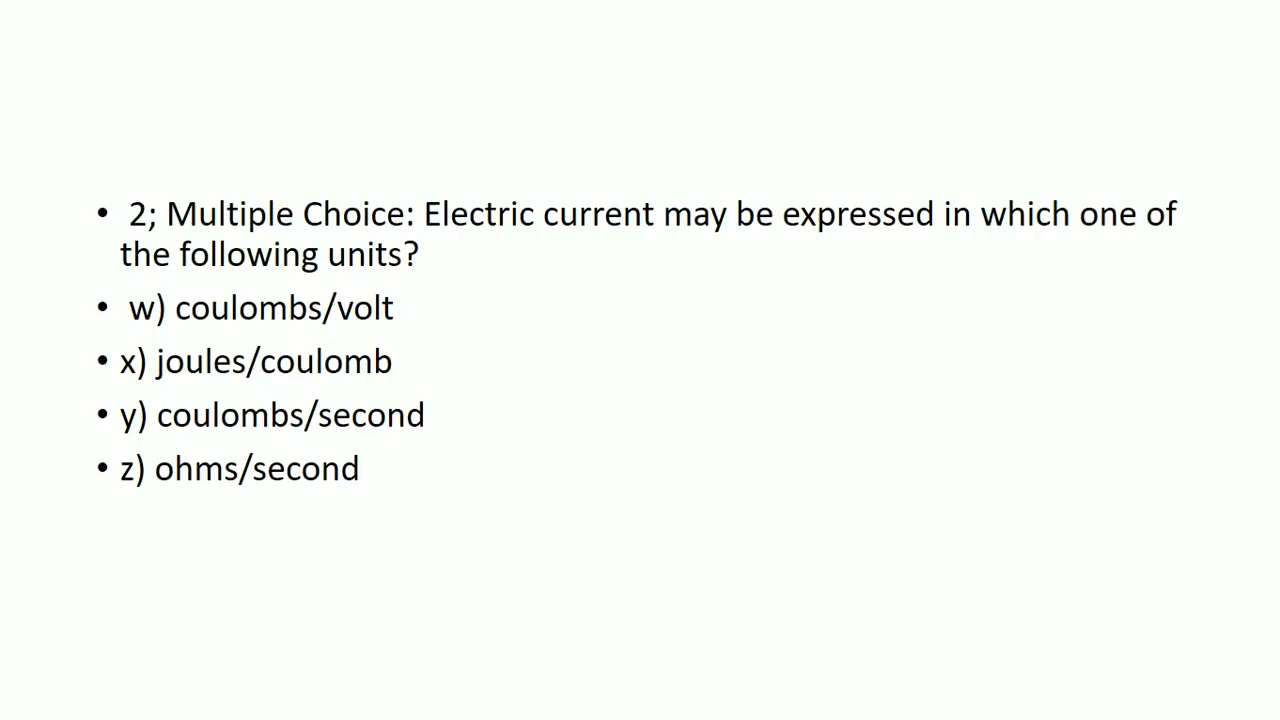 • 2; Multiple Choice: Electric current may be expressed in which one of
the following units?
• w) coulombs/volt
• x) joules/coulomb
• y) coulombs/second
• z) ohms/second